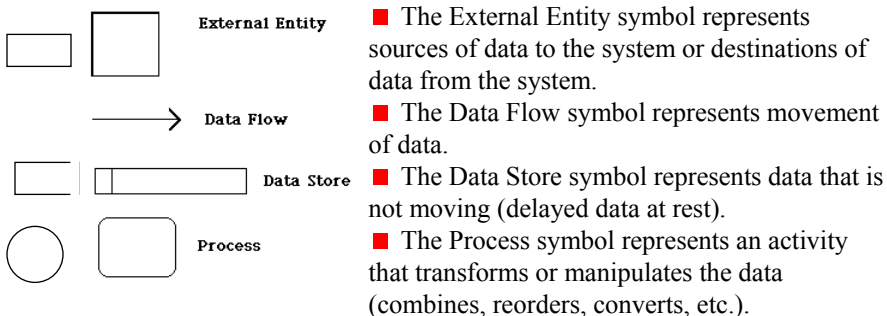 External Entity
Data Flow
Data Store
Process
The External Entity symbol represents
sources of data to the system or destinations of
data from the system.
The Data Flow symbol represents movement
of data.
The Data Store symbol represents data that is
not moving (delayed data at rest).
The Process symbol represents an activity
that transforms or manipulates the data
(combines, reorders, converts, etc.).